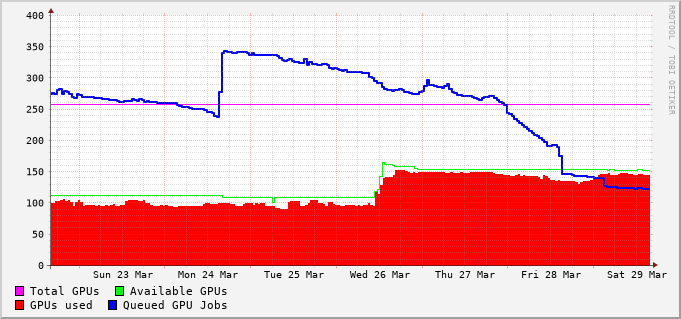 RRDTOOL / TOBI OETIKER
400
350
300
250
200
150
100
50
0
Sun 23 Mar Mon 24 Mar Tue 25 Mar Wed 26 Mar Thu 27 Mar Fri 28 Mar Sat 29 Mar
Total GPUs Available GPUs
GPUs used Queued GPU Jobs